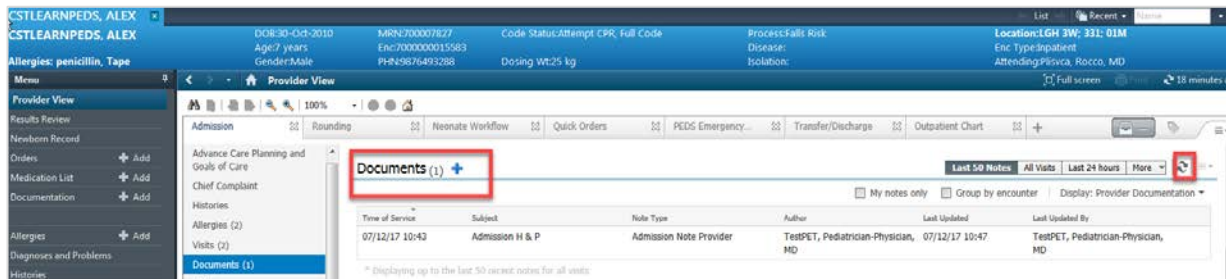 CSTLEARNPEDS, ALEX
List Recent Name
CSTLEARNPEDS, ALEX DOB:30-Oct-2010 MRN:700007827 Code Status:Attempt CPR, Full Code Process:Falls Risk Location:LGH 3W; 331; 01M
Age:7 years Enc:7000000015583 Disease: Enc Type:Inpatient
Allergies: penicillin, Tape Gender:Male PHN:9876493288 Dosing Wt:25 kg Isolation: Attending:Plisvca, Rocco, MD
Menu Provider View Full screen Print 18 minutes
Provider View
Results Review
Newborn Record
Orders Add
Medication List Add
Documentation Add
Allergies Add
Diagnoses and Problems
Histories
100%
Admission Rounding Neonate Workflow Quick Orders PEDS Emergency... Transfer/Discharge Outpatient Chart
Advance Care Planning and
Goals of Care
Chief Complaint
Histories
Allergies (2)
Visits (2)
Documents (1)
Documents (1) +
Last 50 Notes All Visits Last 24 hours More
My notes only Group by encounter Display: Provider Documentation
Time of Service Subject Note Type Author Last Updated Last Updated By
07/12/17 10:43 Admission H & P Admission Note Provider TestPET, Pediatrician-Physician, MD 07/12/17 10:47 TestPET, Pediatrician-Physician, MD
* Displaying up to the last 50 recent notes for all visits